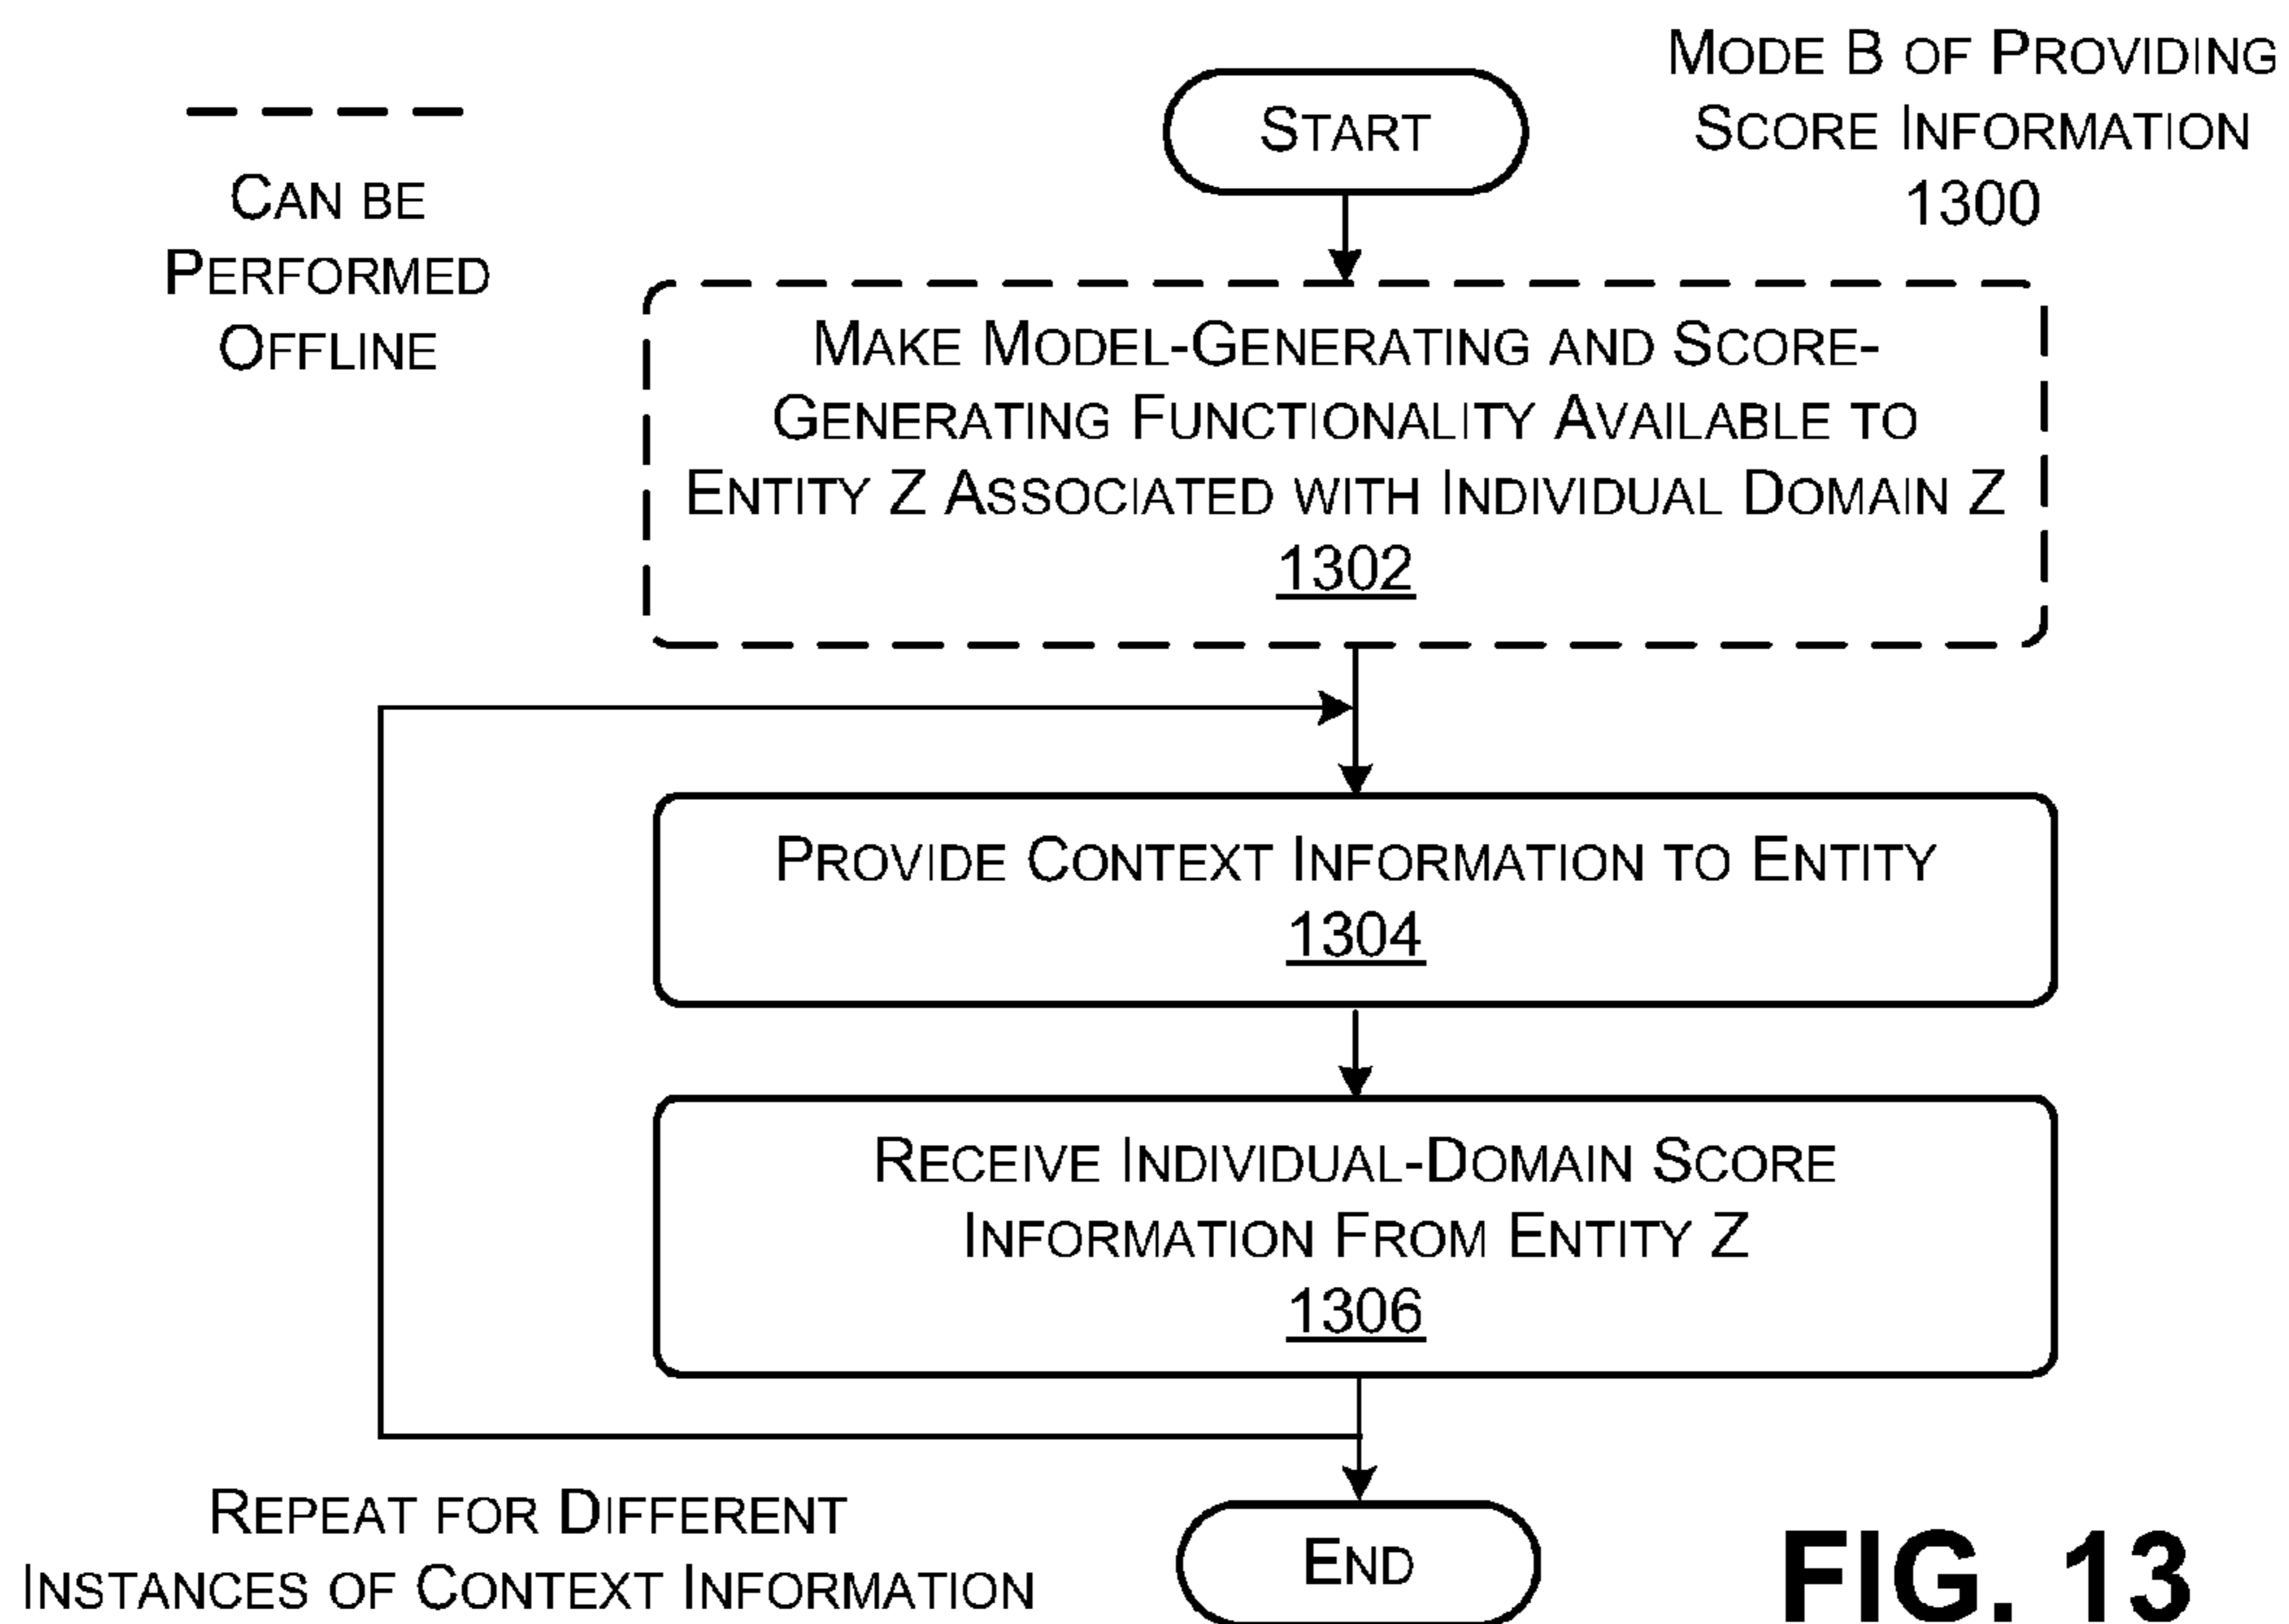 MODE B OF PROVIDING
SCORE INFORMATION
1300
CAN BE
PERFORMED
OFFLINE
START
MAKE MODEL-GENERATING AND SCORE-
GENERATING FUNCTIONALITY AVAILABLE TO
ENTITY Z ASSOCIATED WITH INDIVIDUAL DOMAIN Z
1302
PROVIDE CONTEXT INFORMATION TO ENTITY
1304
RECEIVE INDIVIDUAL-DOMAIN SCORE
INFORMATION FROM ENTITY Z
1306
REPEAT FOR DIFFERENT
INSTANCES OF CONTEXT INFORMATION
END
FIG. 13